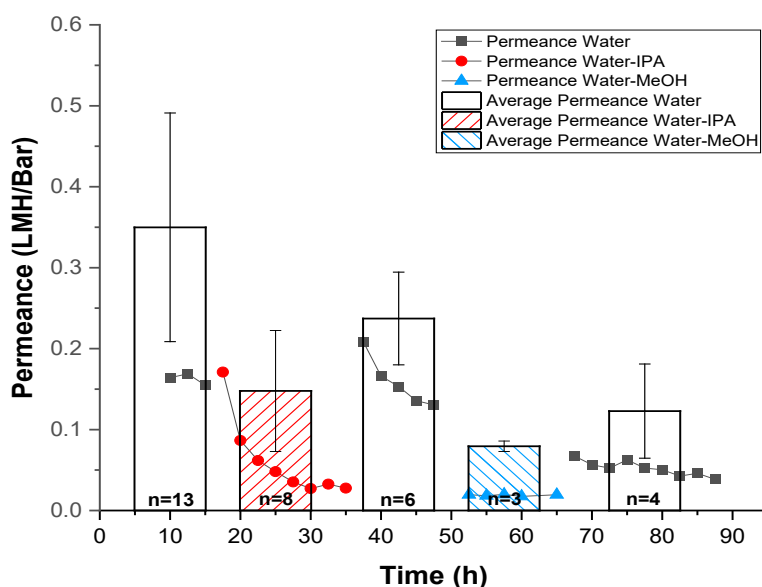 Permeance (LMH/Bar)
0.6
0.5
0.4
0.3
0.2
0.1
0.0
Permeance Water
Permeance Water-IPA
Permeance Water-MeOH
Average Permeance Water
Average Permeance Water-IPA
Average Permeance Water-MeOH
n=13 n=8 n=6 n=3 n=4
0 10 20 30 40 50 60 70 80 90
Time (h)